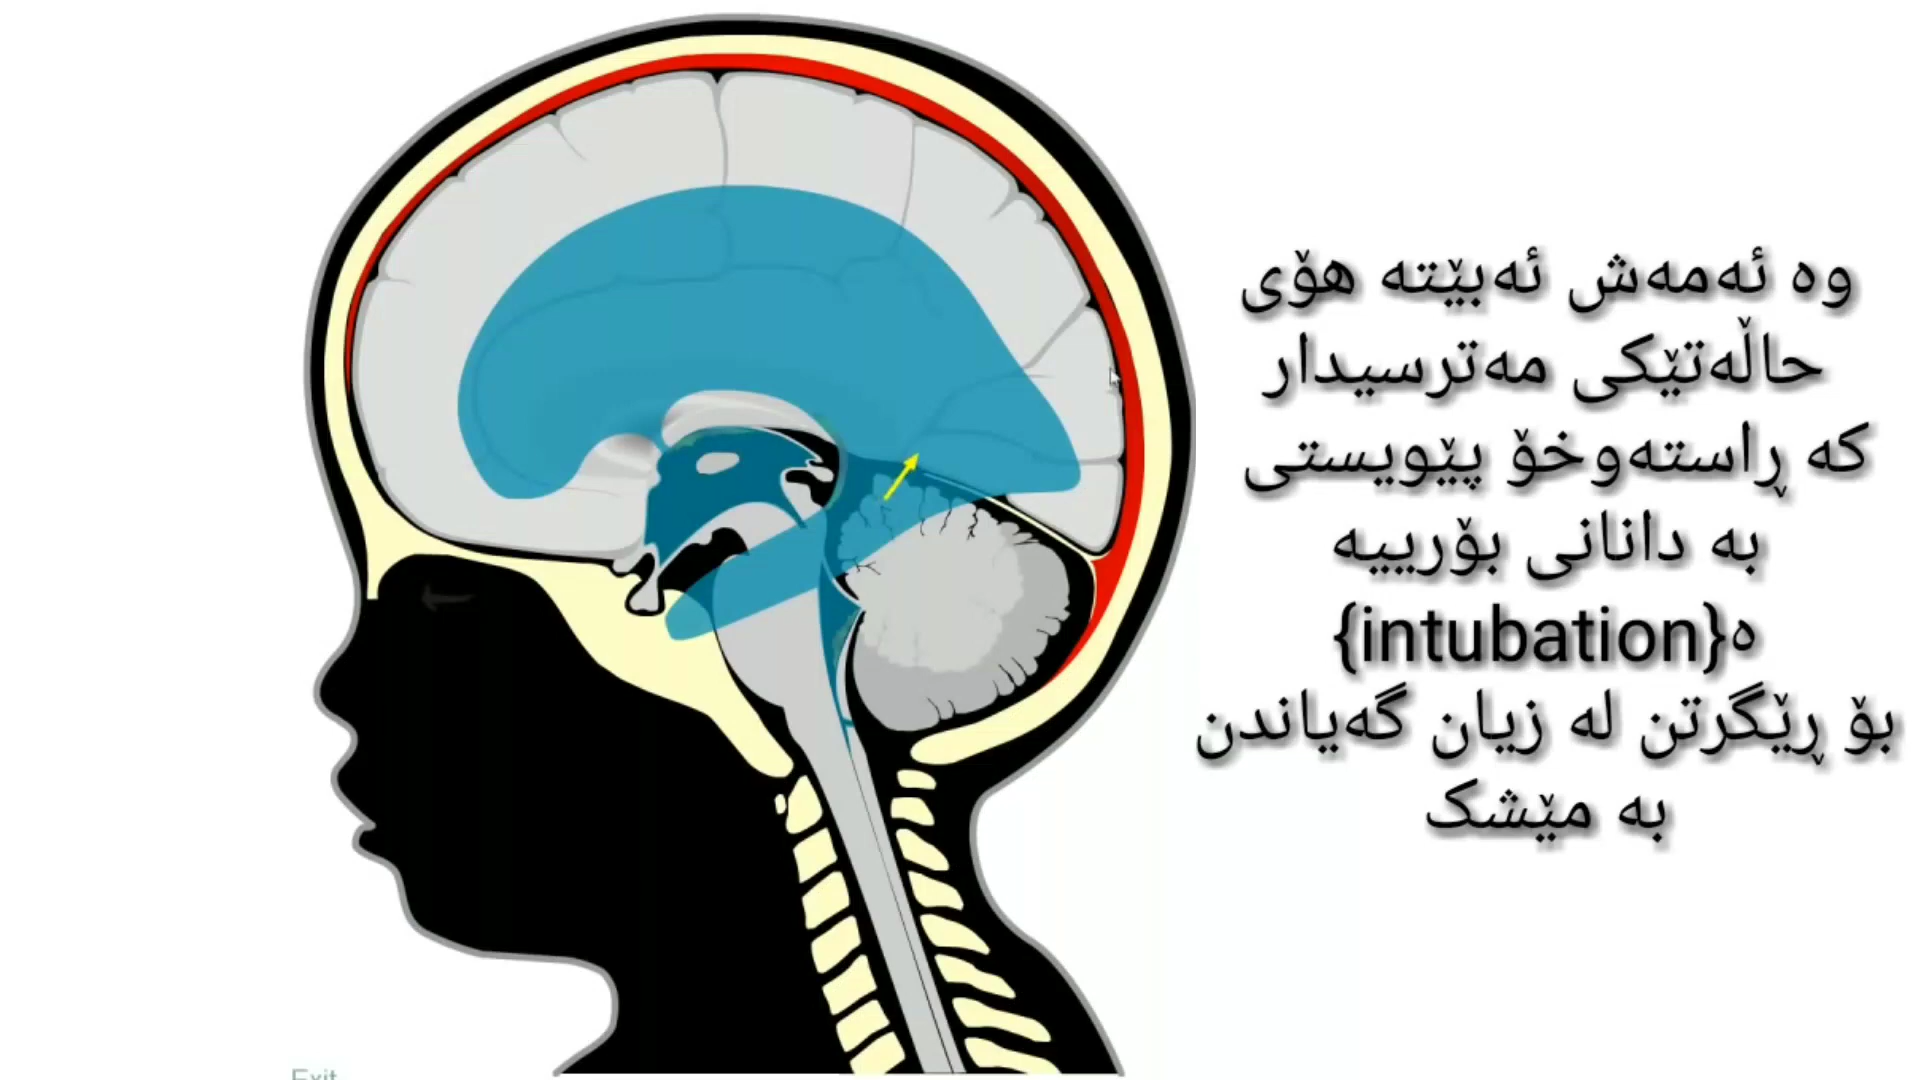 وە ئەمەش ئەبێتە هۆی
حاڵەتێکی مەترسیدار
کە ڕاستەوخۆ پێویستی
بە دانانی بۆرییە
ە{intubation}
بۆ ڕێگرتن لە زیان گەیاندن
بە مێشک
Exit